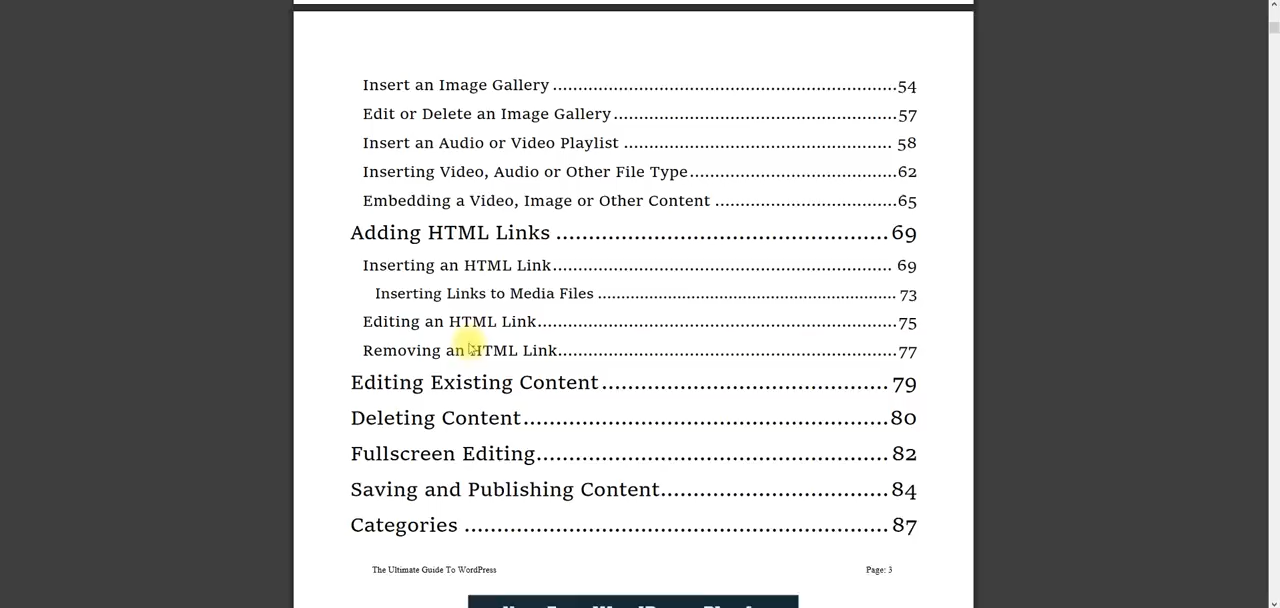 Insert an Image Gallery ........................................................................54
Edit or Delete an Image Gallery............................................................57
Insert an Audio or Video Playlist ......................................................... 58
Inserting Video, Audio or Other File Type...........................................62
Embedding a Video, Image or Other Content ......................................65
Adding HTML Links ....................................................69
Inserting an HTML Link....................................................................... 69
Inserting Links to Media Files ............................................................... 73
Editing an HTML Link..........................................................................75
Removing an HTML Link......................................................................77
Editing Existing Content.............................................79
Deleting Content.........................................................80
Fullscreen Editing.......................................................82
Saving and Publishing Content....................................84
Categories ...................................................................87
The Ultimate Guide To WordPress
Page: 3